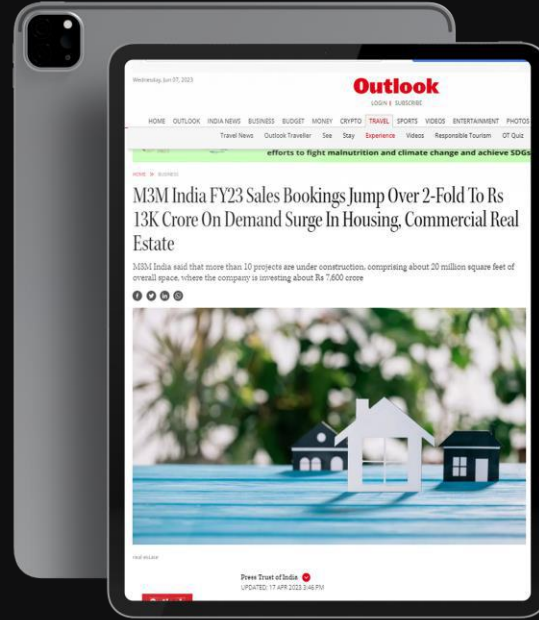 Wednesday, Jun 07, 2023
Outlook
LOGIN | SUBSCRIBE
HOME OUTLOOK INDIA NEWS BUSINESS BUDGET MONEY CRYPTO TRAVEL SPORTS VIDEOS ENTERTAINMENT PHOTOS
Travel News Outlook Traveller See Stay Experience Videos Responsible Tourism OT Quiz
efforts to fight malnutrition and climate change and achieve SDGs
HOME BUSINESS
M3M India FY23 Sales Bookings Jump Over 2-Fold To Rs
13K Crore On Demand Surge In Housing, Commercial Real
Estate
M3M India said that more than 10 projects are under construction, comprising about 20 million square feet of
overall space, where the company is investing about Rs 7,600 crore
real estate
Press Trust of India
UPDATED: 17 APR 2023 3:46 PM